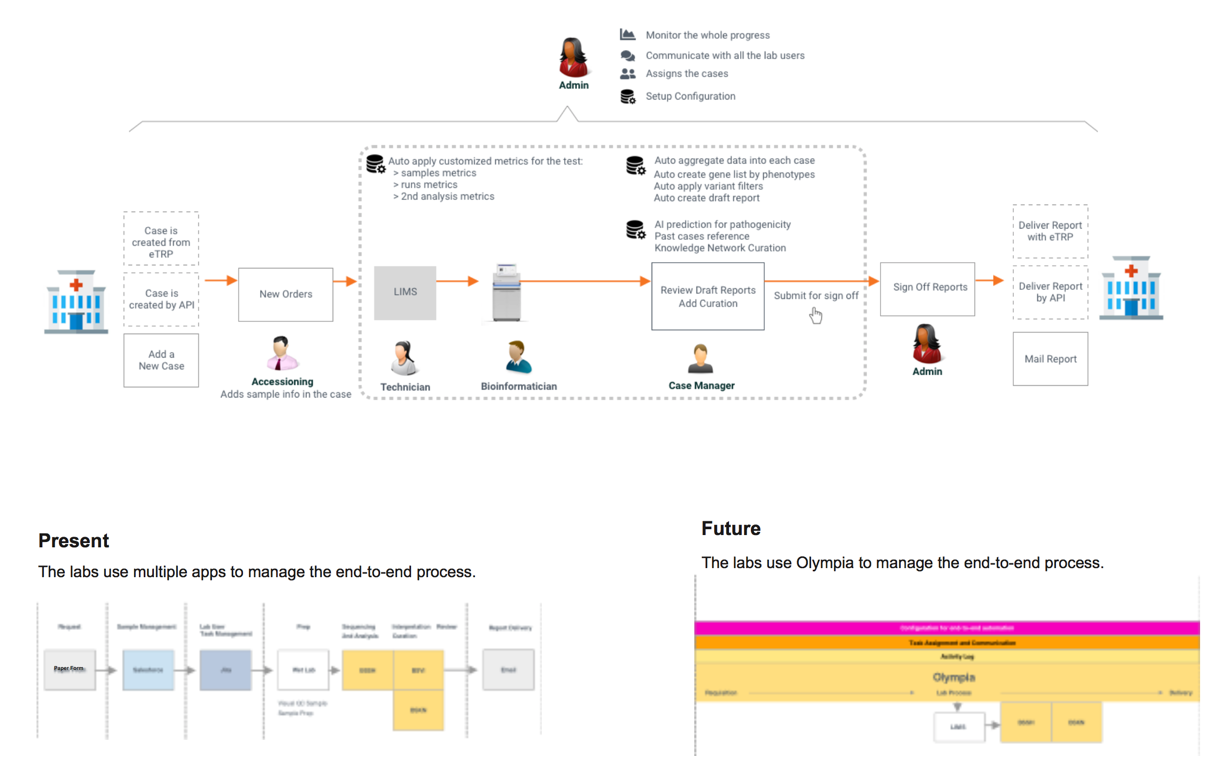 Monitor the whole progress
Communicate with all the lab users
Assigns the cases
Setup Configuration
Admin
Auto apply customized metrics for the test:
> samples metrics
> runs metrics
> 2nd analysis metrics
Auto aggregate data into each case
Auto create gene list by phenotypes
Auto apply variant filters
Auto create draft report
AI prediction for pathogenicity
Past cases reference
Knowledge Network Curation
Case is
created from
eTRP
Case is
created by API
Add a
New Case
New Orders
Accessioning
Adds sample info in the case
LIMS
Technician
Bioinformatician
Review Draft Reports
Add Curation
Case Manager
Submit for sign off
Sign Off Reports
Admin
Deliver Report
with eTRP
Deliver Report
by API
Mail Report
Present
The labs use multiple apps to manage the end-to-end process.
Request
Sample Management
Lab User
Task Management
Prep
Sequencing
2nd Analysis
Interpretation
Curation
Review
Report Delivery
Paper Form
Salesforce
Jira
Wet Lab
Email
Visual QC Sample
Sample Prep
Future
The labs use Olympia to manage the end-to-end process.
Configuration for end-to-end automation
Task Assignment and Communication
Activity Log
Olympia
Requisition
Lab Process
Delivery
LIMS